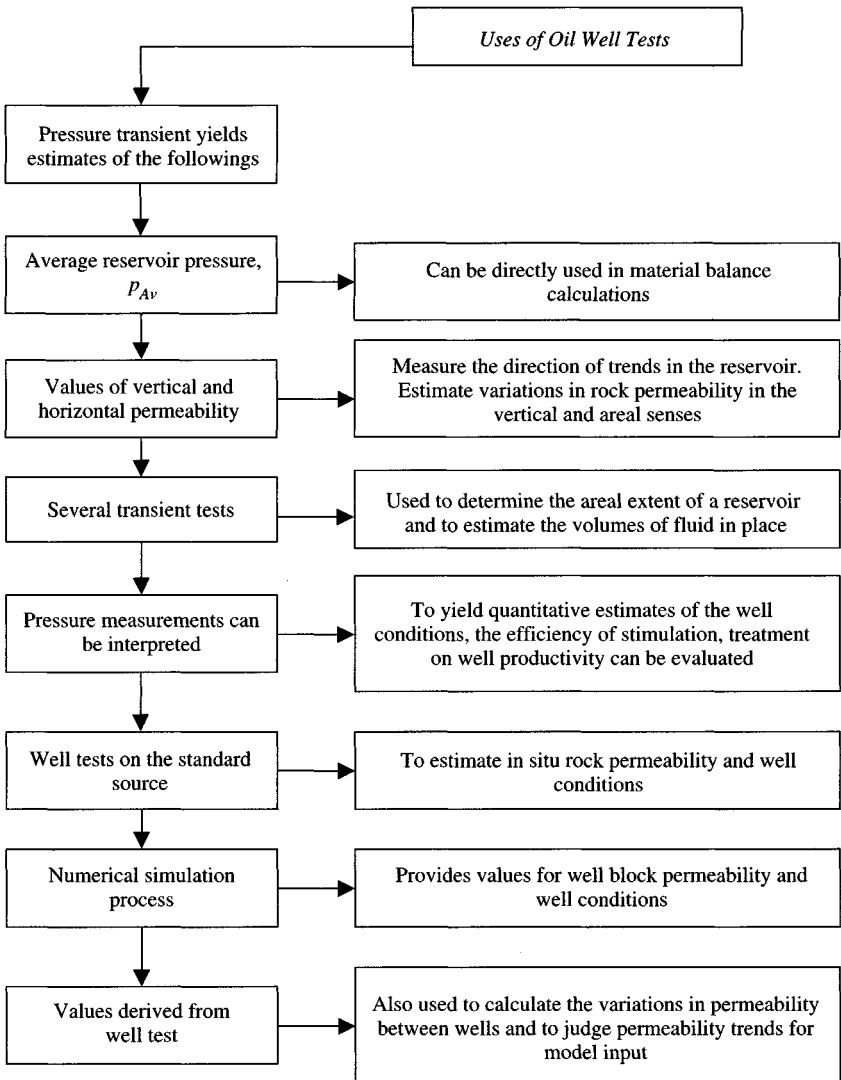 Uses of Oil Well Tests
Pressure transient yields
estimates of the followings
Average reservoir pressure,
p_Av
Can be directly used in material balance
calculations
Values of vertical and
horizontal permeability
Measure the direction of trends in the reservoir.
Estimate variations in rock permeability in the
vertical and areal senses
Several transient tests
Used to determine the areal extent of a reservoir
and to estimate the volumes of fluid in place
Pressure measurements can
be interpreted
To yield quantitative estimates of the well
conditions, the efficiency of stimulation, treatment
on well productivity can be evaluated
Well tests on the standard
source
To estimate in situ rock permeability and well
conditions
Numerical simulation
process
Provides values for well block permeability and
well conditions
Values derived from
well test
Also used to calculate the variations in permeability
between wells and to judge permeability trends for
model input